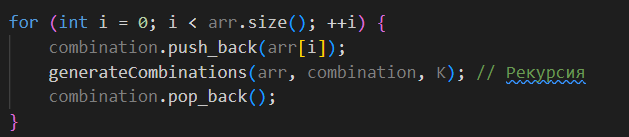 for (int i = 0; i < arr.size(); ++i) {
    combination.push_back(arr[i]);
    generateCombinations(arr, combination, K); // Рекурсия
    combination.pop_back();
}